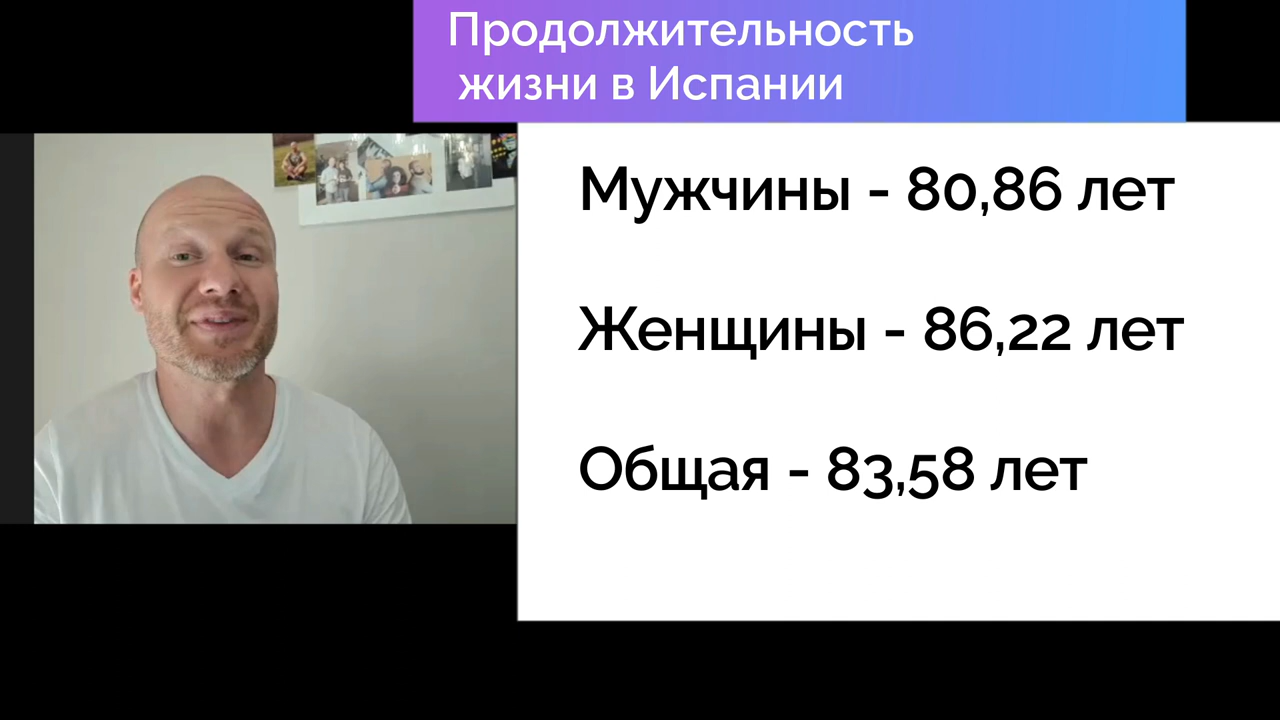 Продолжительность
жизни в Испании
Мужчины - 80,86 лет
Женщины - 86,22 лет
Общая - 83,58 лет